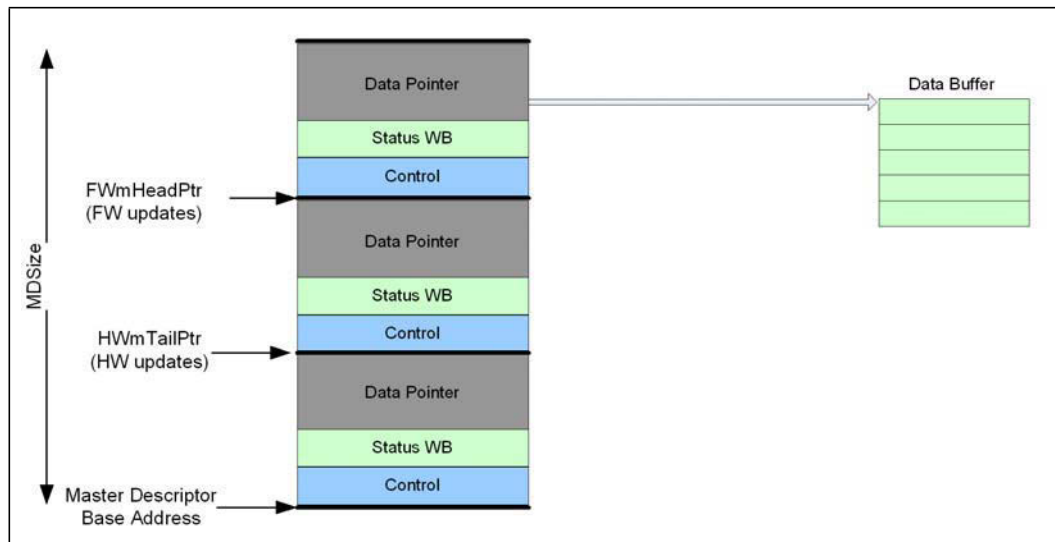 Data Pointer
Data Buffer
Status WB
Control
FWmHeadPtr
(FW updates)
Data Pointer
MDSize
Status WB
Control
HWmTailPtr
(HW updates)
Data Pointer
Status WB
Control
Master Descriptor
Base Address